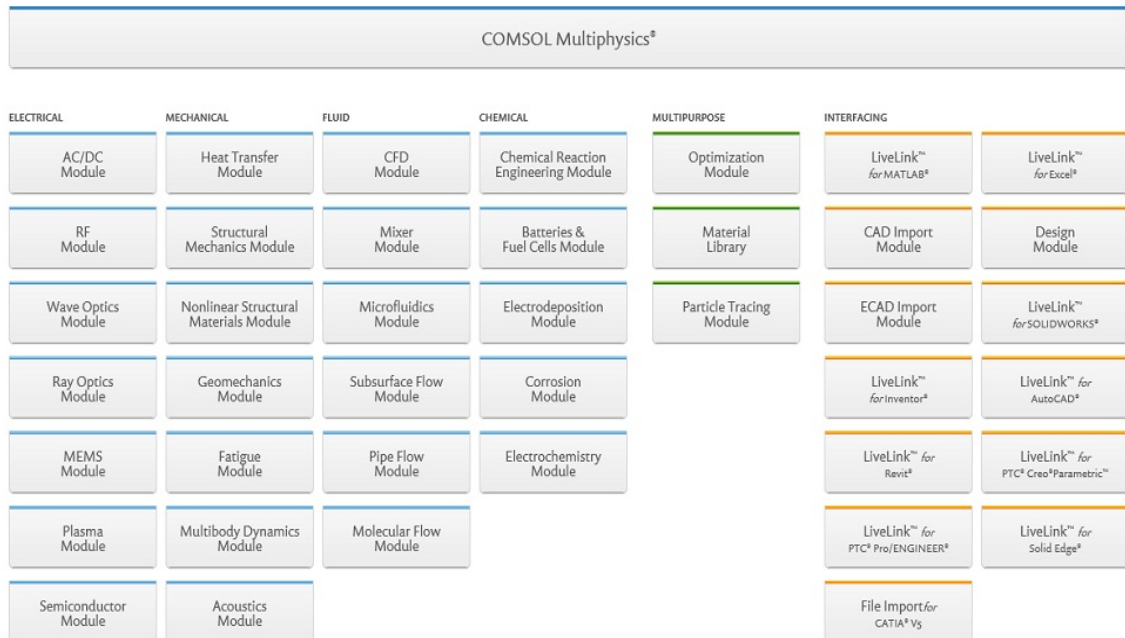 COMSOL Multiphysics®
ELECTRICAL
AC/DC
Module
RF
Module
Wave Optics
Module
Ray Optics
Module
MEMS
Module
Plasma
Module
Semiconductor
Module
MECHANICAL
Heat Transfer
Module
Structural
Mechanics Module
Nonlinear Structural
Materials Module
Geomechanics
Module
Fatigue
Module
Multibody Dynamics
Module
Acoustics
Module
FLUID
CFD
Module
Mixer
Module
Microfluidics
Module
Subsurface Flow
Module
Pipe Flow
Module
Molecular Flow
Module
CHEMICAL
Chemical Reaction
Engineering Module
Batteries &
Fuel Cells Module
Electrodeposition
Module
Corrosion
Module
Electrochemistry
Module
MULTIPURPOSE
Optimization
Module
Material
Library
Particle Tracing
Module
INTERFACING
LiveLink™
for MATLAB®
LiveLink™
for Excel®
CAD Import
Module
Design
Module
ECAD Import
Module
LiveLink™
for SOLIDWORKS®
LiveLink™
for Inventor®
LiveLink™ for
AutoCAD®
LiveLink™ for
Revit®
LiveLink™ for
PTC® Creo® Parametric™
LiveLink™ for
PTC® Pro/ENGINEER®
LiveLink™ for
Solid Edge®
File Import for
CATIA® V5